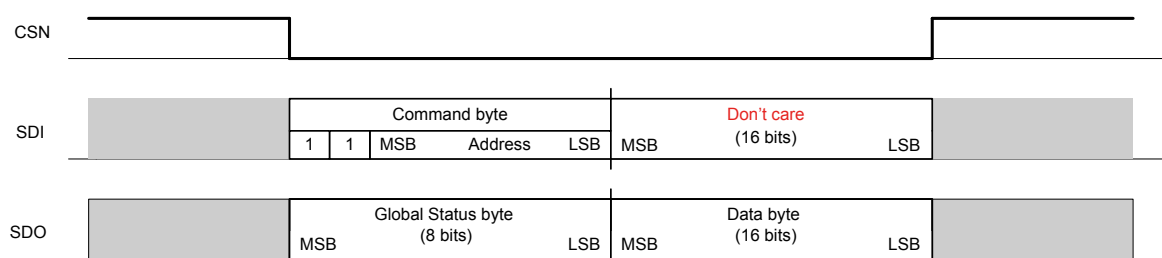 CSN
SDI
Command byte
1 1 MSB Address LSB
Don't care
(16 bits)
MSB LSB
SDO
Global Status byte
(8 bits)
MSB LSB
Data byte
(16 bits)
MSB LSB